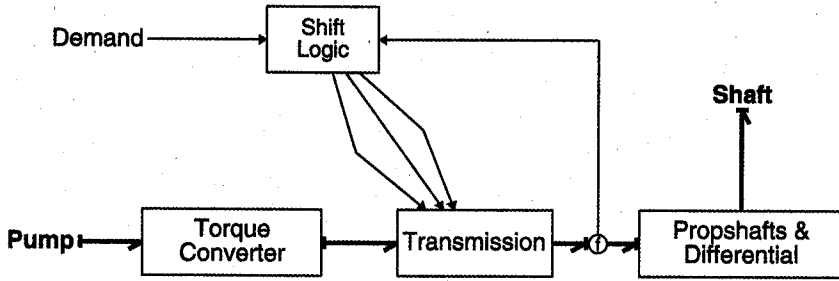 Demand
Shift
Logic
Shaft
Pump
Torque
Converter
Transmission
f
Propshafts &
Differential